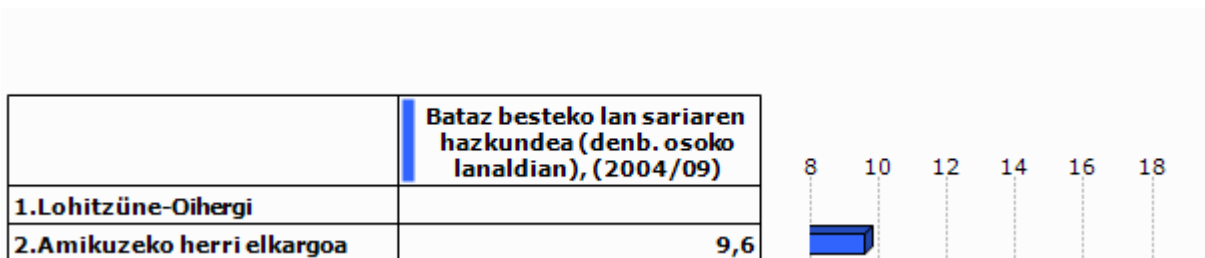 Bataz besteko lan sariaren
hazkundea (denb. osoko
lanaldian), (2004/09)
8 10 12 14 16 18
1.Lohitzüne-Oihergi
2.Amikuzeko herri elkargoa 9,6